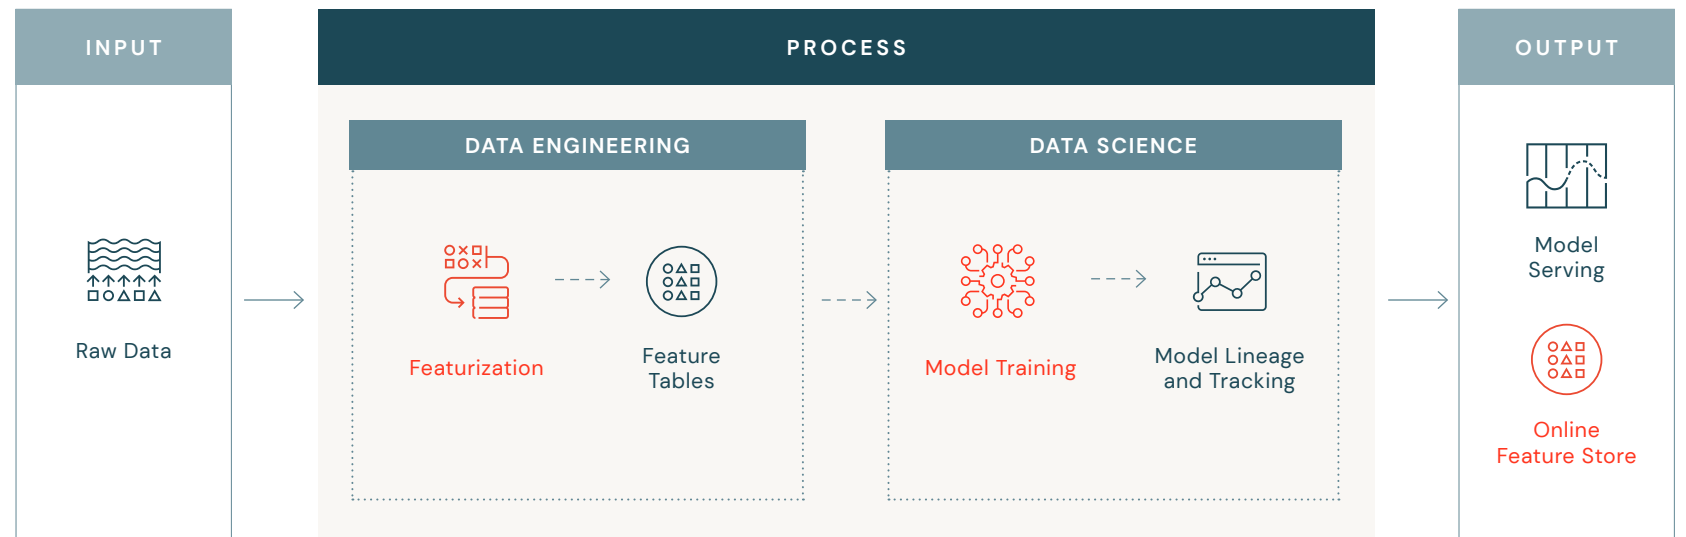 INPUT
PROCESS
OUTPUT
DATA ENGINEERING
DATA SCIENCE
Raw Data
Featurization
Feature
Tables
Model Training
Model Lineage
and Tracking
Model
Serving
Online
Feature Store